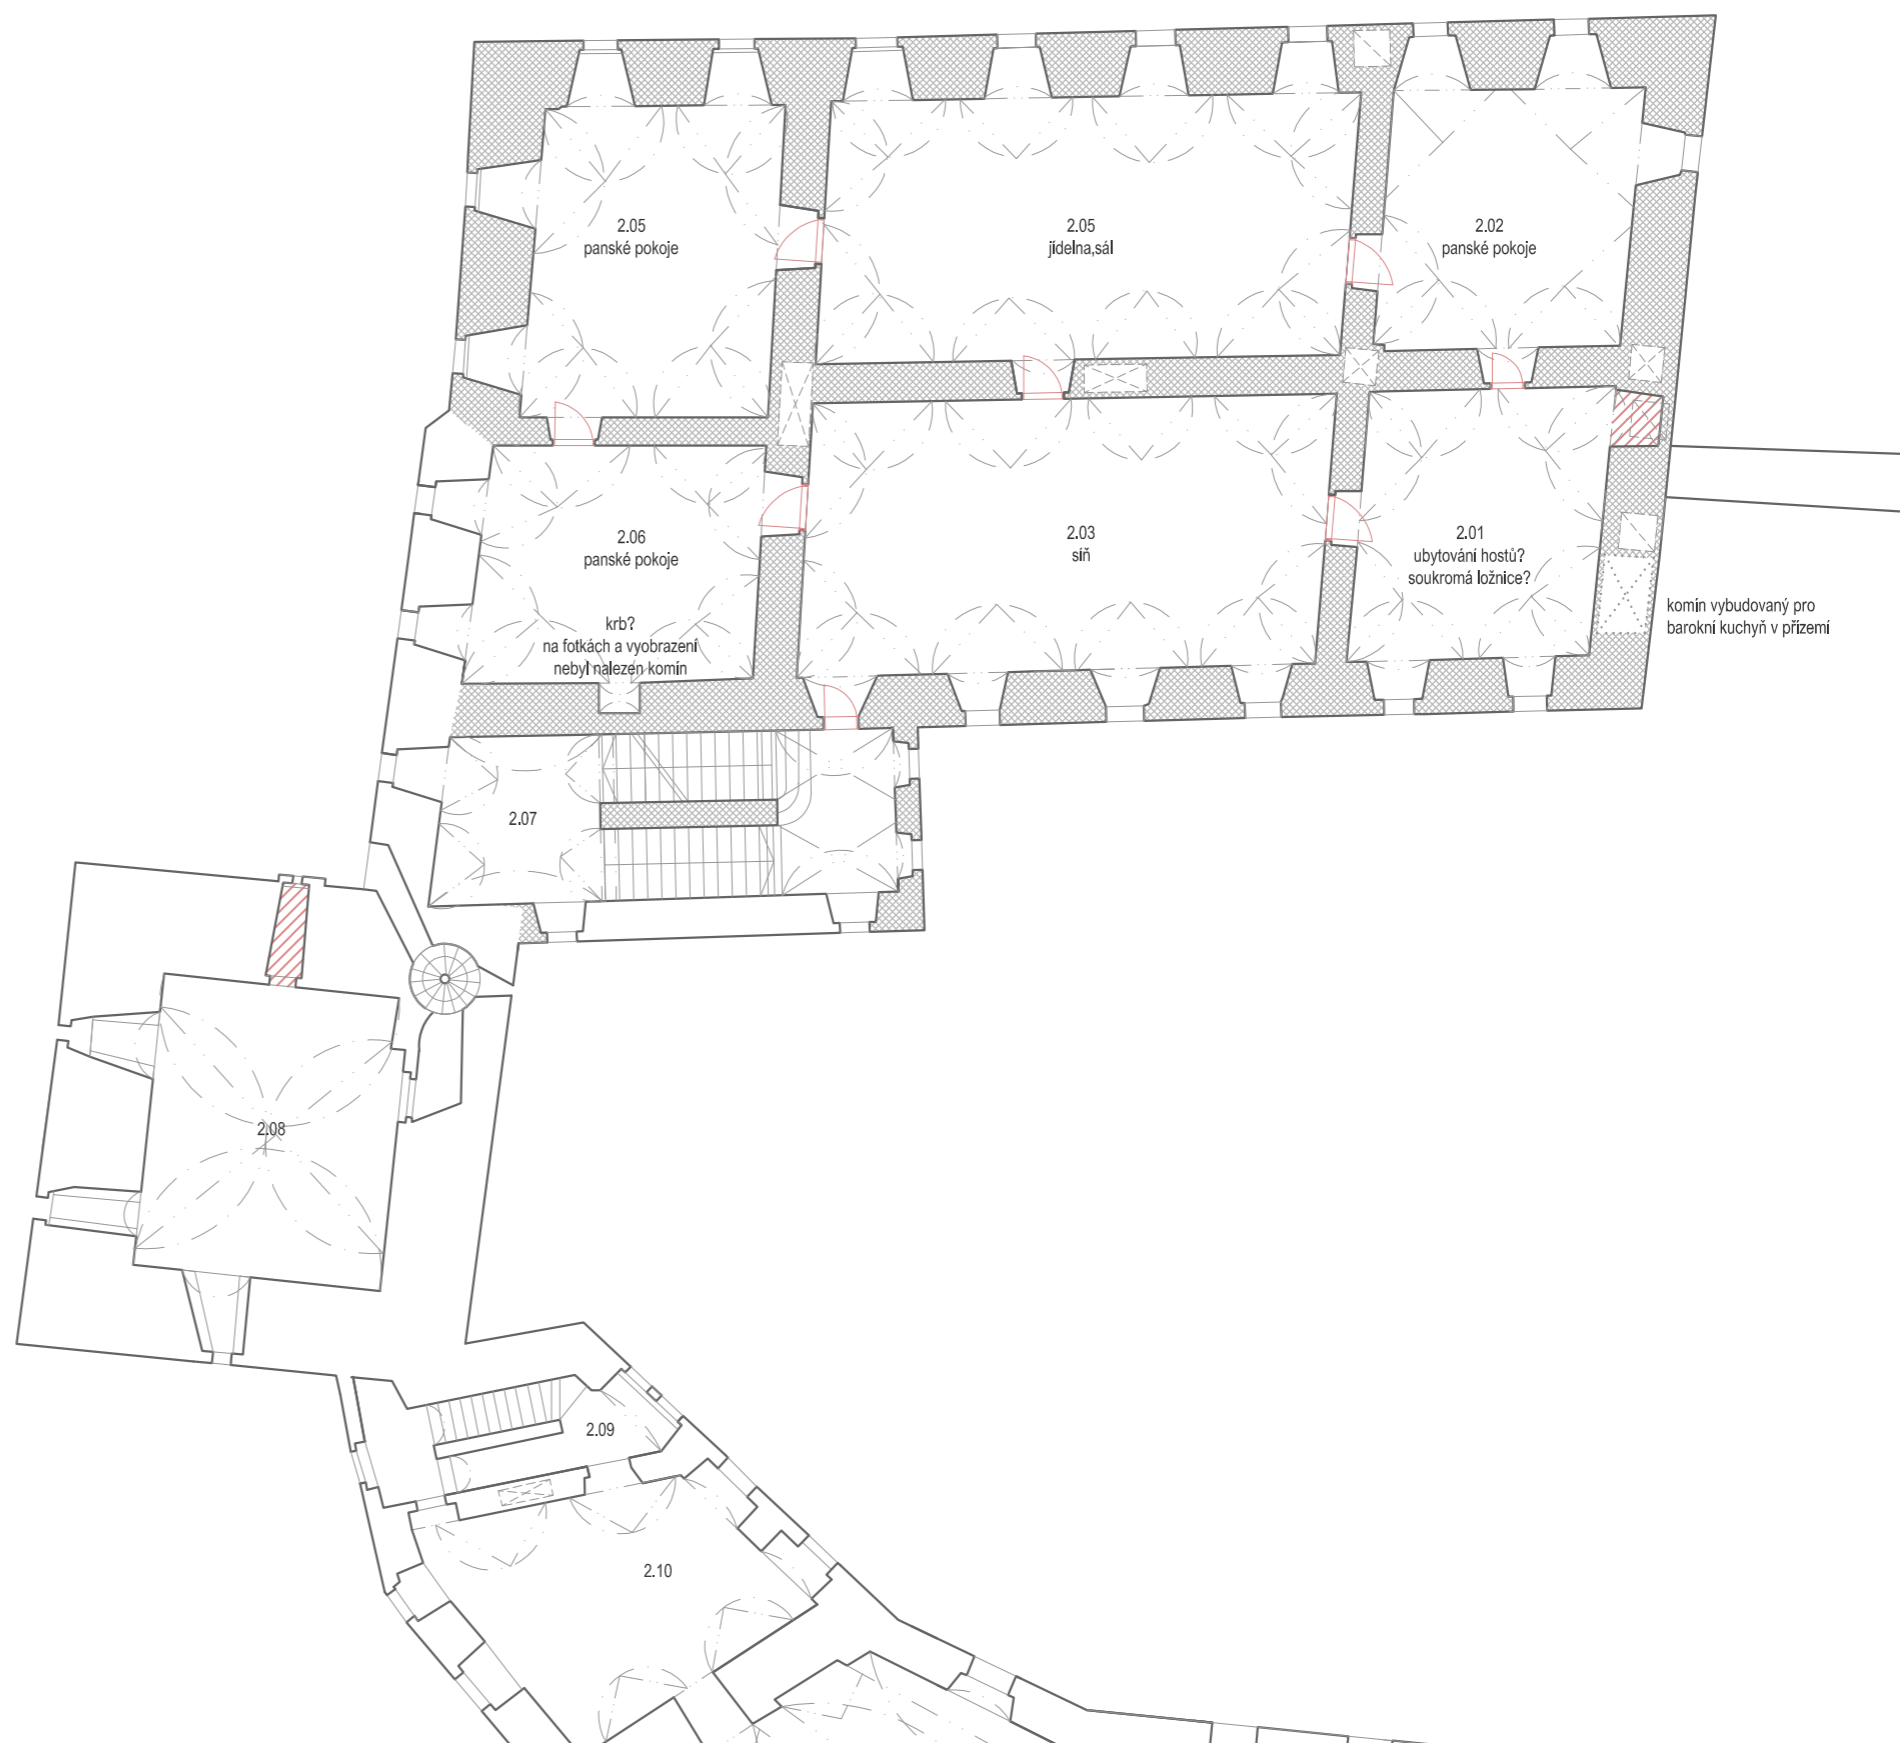 2.05
panské pokoje
2.05
jídelna,sál
2.02
panské pokoje
2.06
panské pokoje
krb?
na fotkách a vyobrazení
nebyl nalezen komín
2.03
síň
2.01
ubytování hostů?
soukromá ložnice?
komín vybudovaný pro
barokní kuchyň v přízemí
2.07
2.08
2.09
2.10